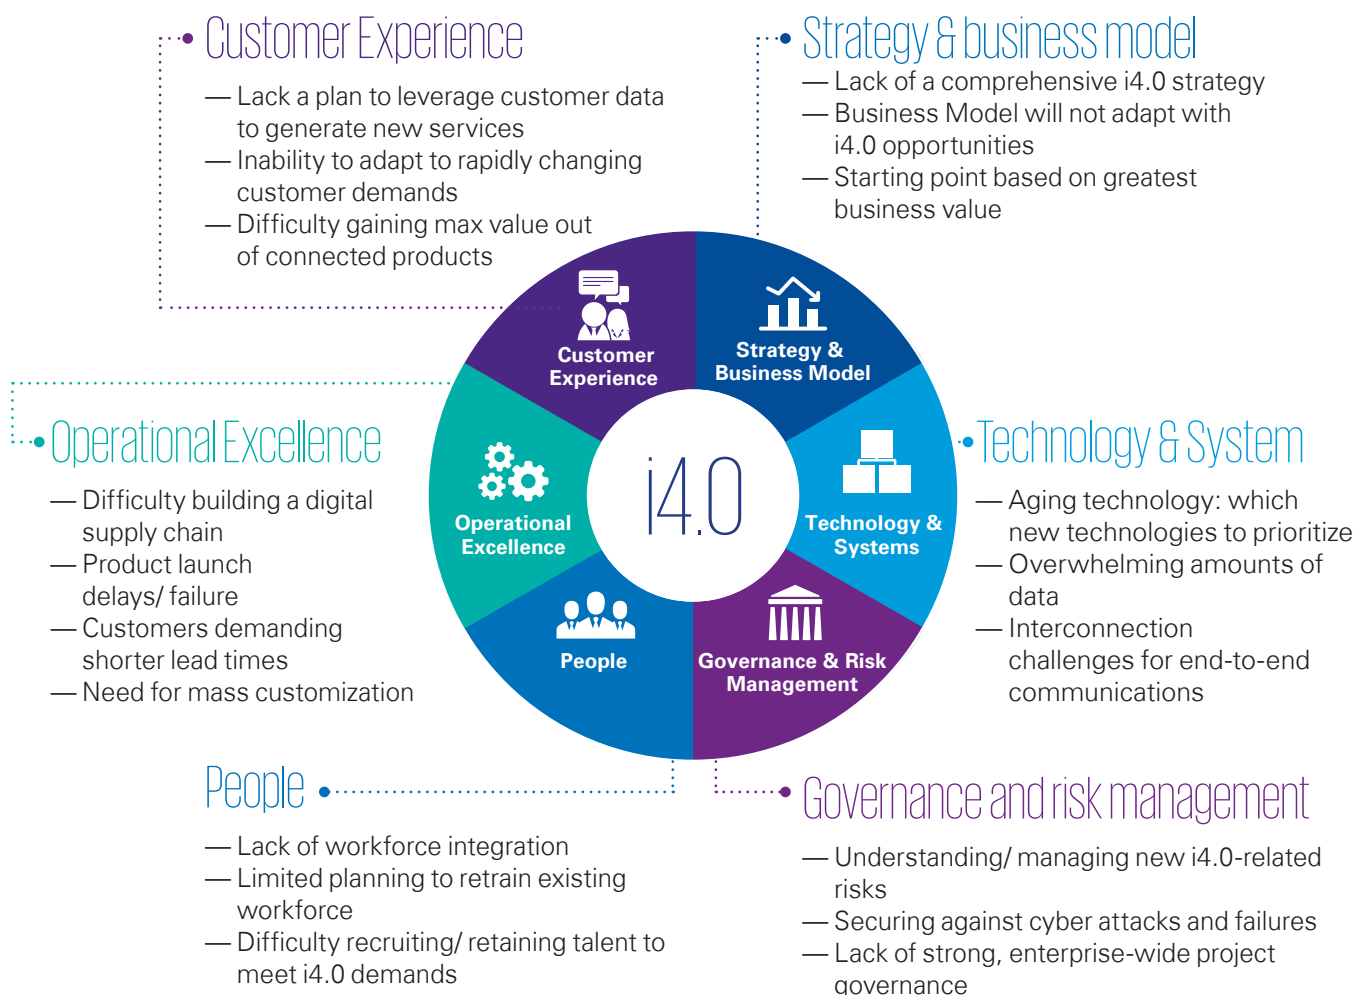 Customer Experience
— Lack a plan to leverage customer data
to generate new services
— Inability to adapt to rapidly changing
customer demands
— Difficulty gaining max value out
of connected products
Strategy & business model
— Lack of a comprehensive i4.0 strategy
— Business Model will not adapt with
i4.0 opportunities
— Starting point based on greatest
business value
Customer
Experience
Strategy &
Business Model
Operational
Excellence
i4.0
Technology &
Systems
People
Governance & Risk
Management
Operational Excellence
— Difficulty building a digital
supply chain
— Product launch
delays/ failure
— Customers demanding
shorter lead times
— Need for mass customization
Technology & System
— Aging technology: which
new technologies to prioritize
— Overwhelming amounts of
data
— Interconnection
challenges for end-to-end
communications
People
— Lack of workforce integration
— Limited planning to retrain existing
workforce
— Difficulty recruiting/ retaining talent to
meet i4.0 demands
Governance and risk management
— Understanding/ managing new i4.0-related
risks
— Securing against cyber attacks and failures
— Lack of strong, enterprise-wide project
governance